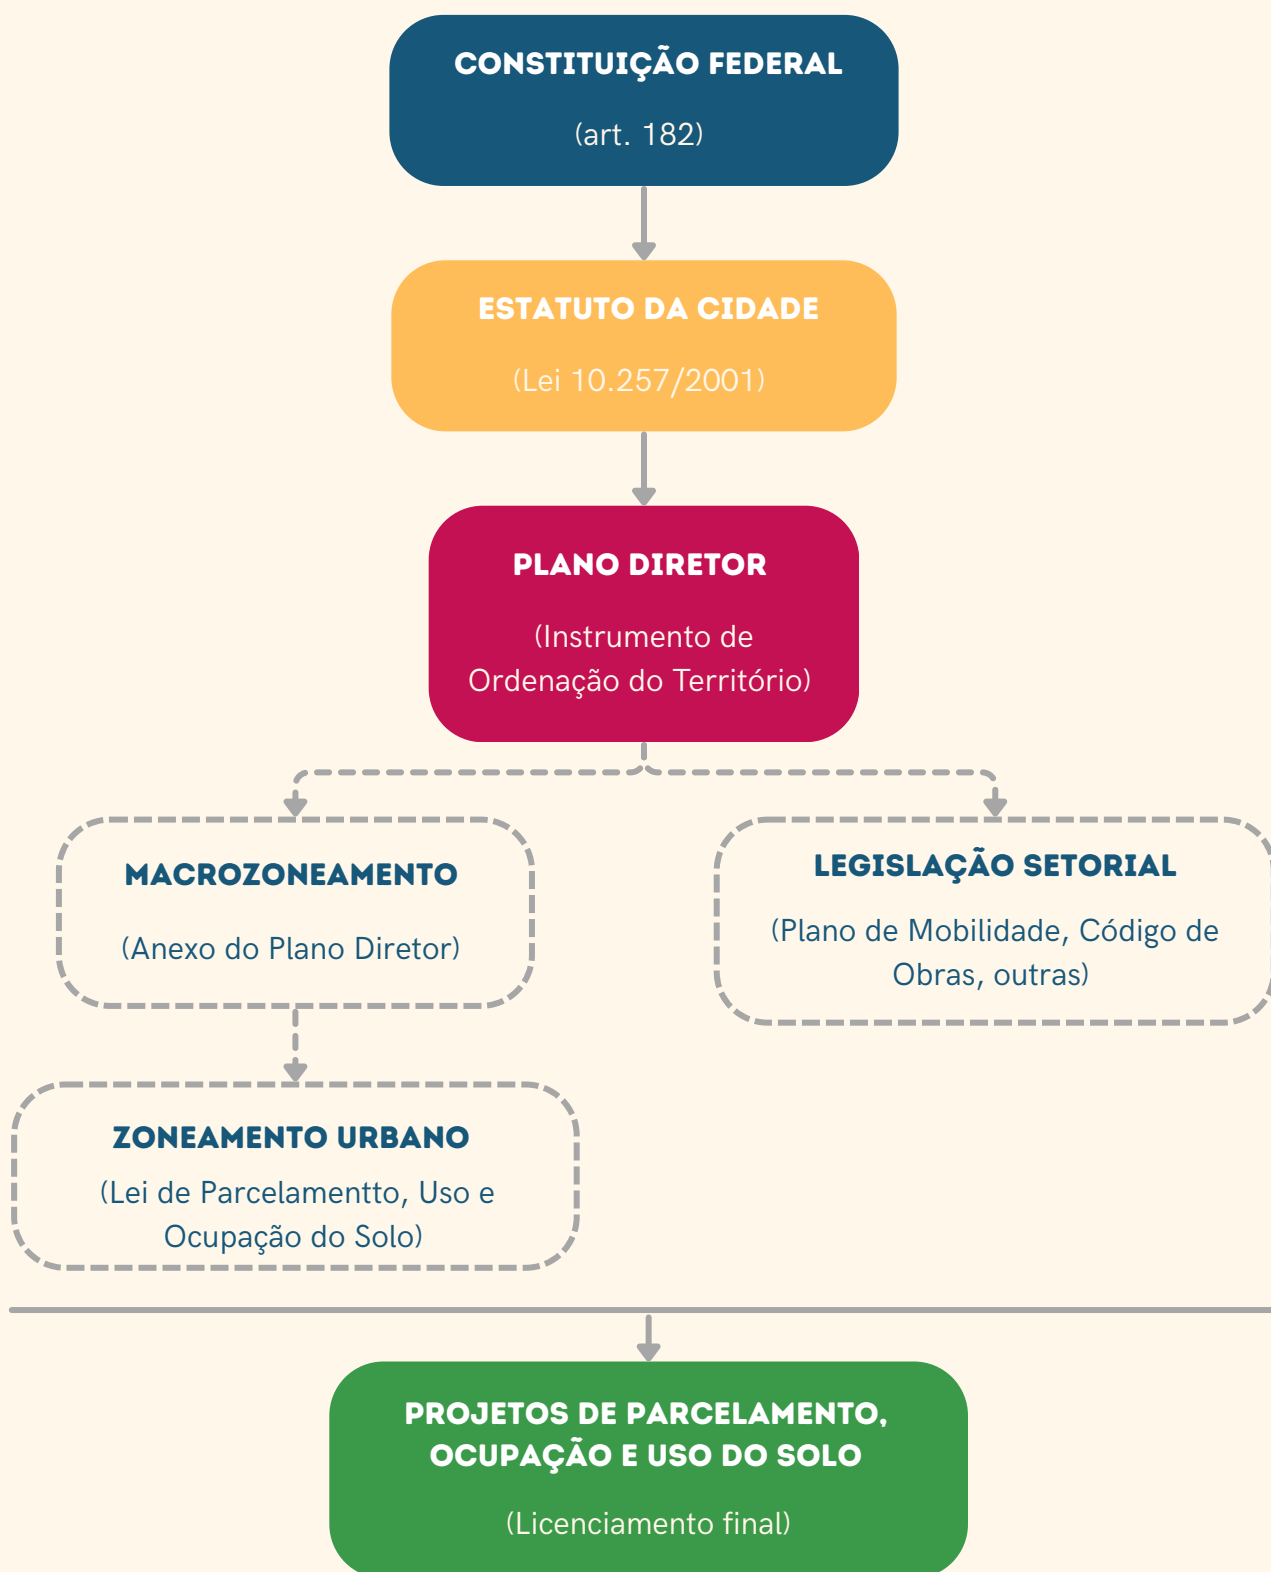 CONSTITUIÇÃO FEDERAL
(art. 182)
ESTATUTO DA CIDADE
(Lei 10.257/2001)
PLANO DIRETOR
(Instrumento de
Ordenação do Território)
MACROZONEAMENTO
(Anexo do Plano Diretor)
LEGISLAÇÃO SETORIAL
(Plano de Mobilidade, Código de
Obras, outras)
ZONEAMENTO URBANO
(Lei de Parcelamentto, Uso e
Ocupação do Solo)
PROJETOS DE PARCELAMENTO,
OCUPAÇÃO E USO DO SOLO
(Licenciamento final)